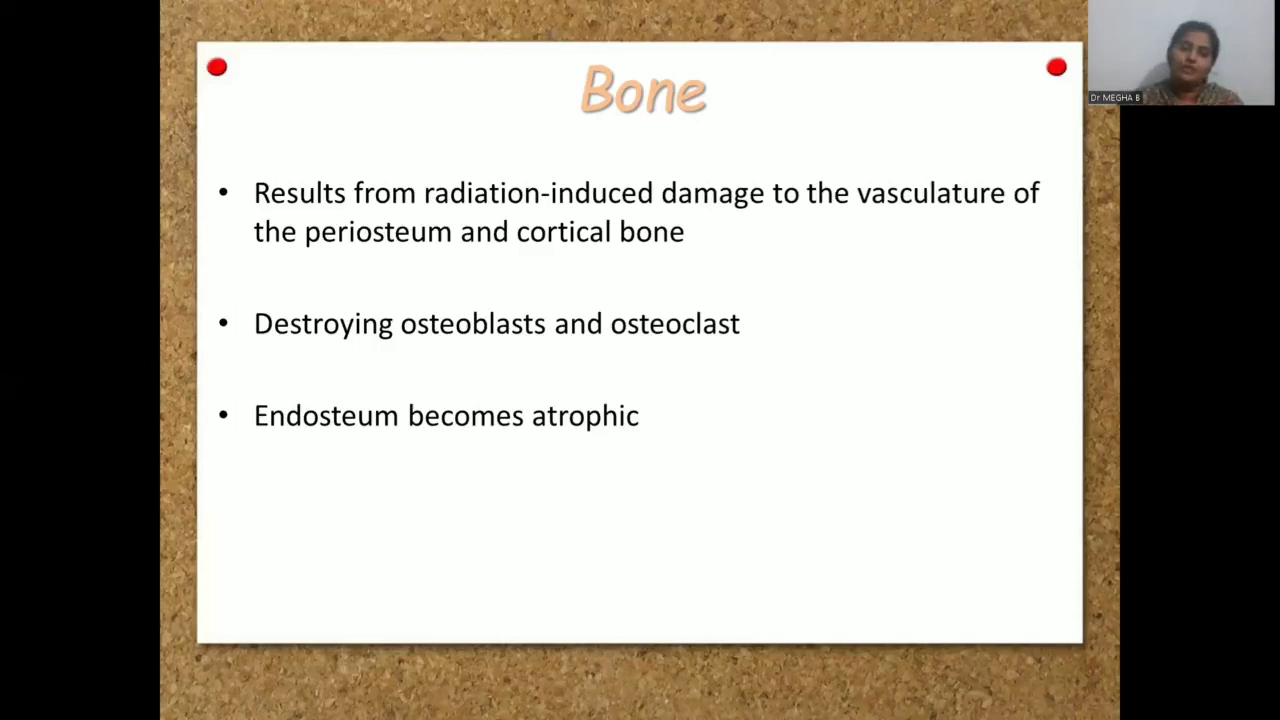 Bone
• Results from radiation-induced damage to the vasculature of
the periosteum and cortical bone
• Destroying osteoblasts and osteoclast
• Endosteum becomes atrophic
Dr MEGHA B